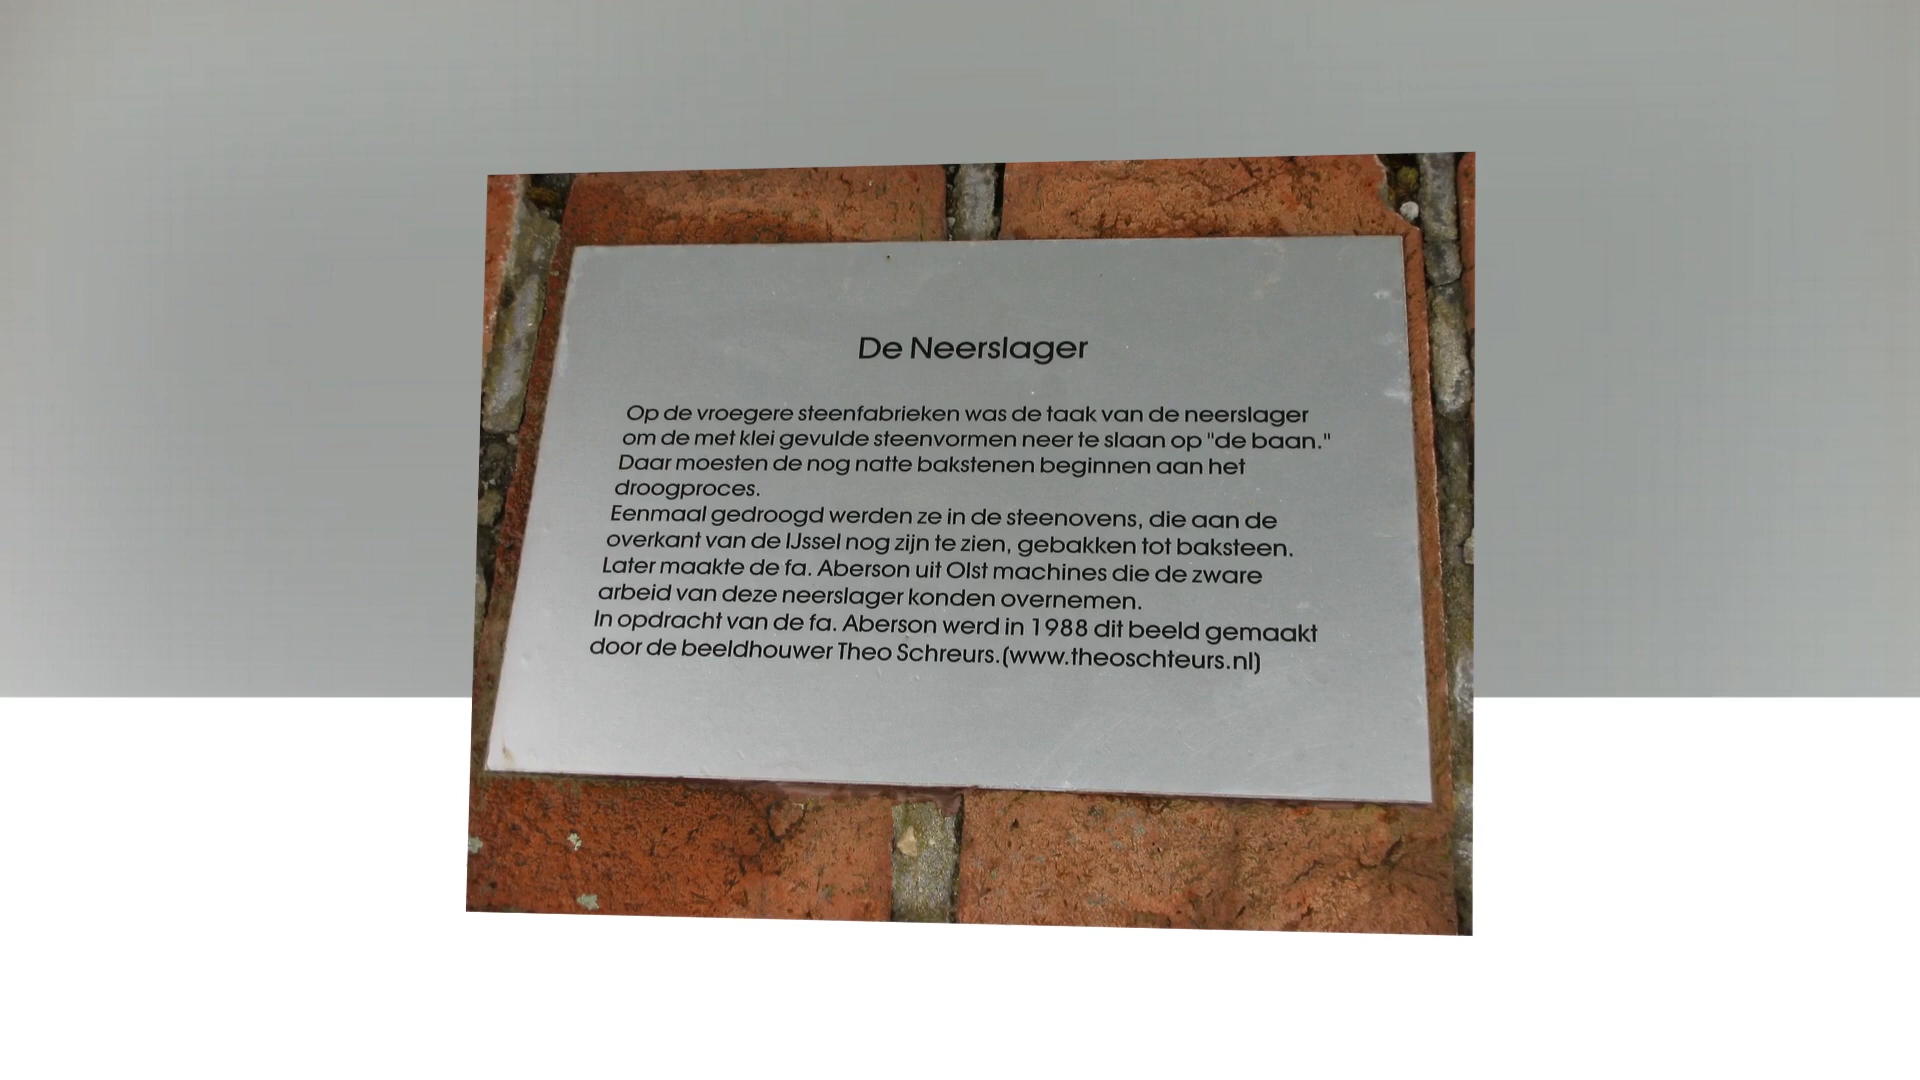 De Neerslager
Op de vroegere steenfabrieken was de taak van de neerslager
om de met klei gevulde steenvormen neer te slaan op "de baan."
Daar moesten de nog natte bakstenen beginnen aan het
droogproces.
Eenmaal gedroogd werden ze in de steenovens, die aan de
overkant van de IJssel nog zijn te zien, gebakken tot baksteen.
Later maakte de fa. Aberson uit Olst machines die de zware
arbeid van deze neerslager konden overnemen.
In opdracht van de fa. Aberson werd in 1988 dit beeld gemaakt
door de beeldhouwer Theo Schreurs.(www.theoschteurs.nl)